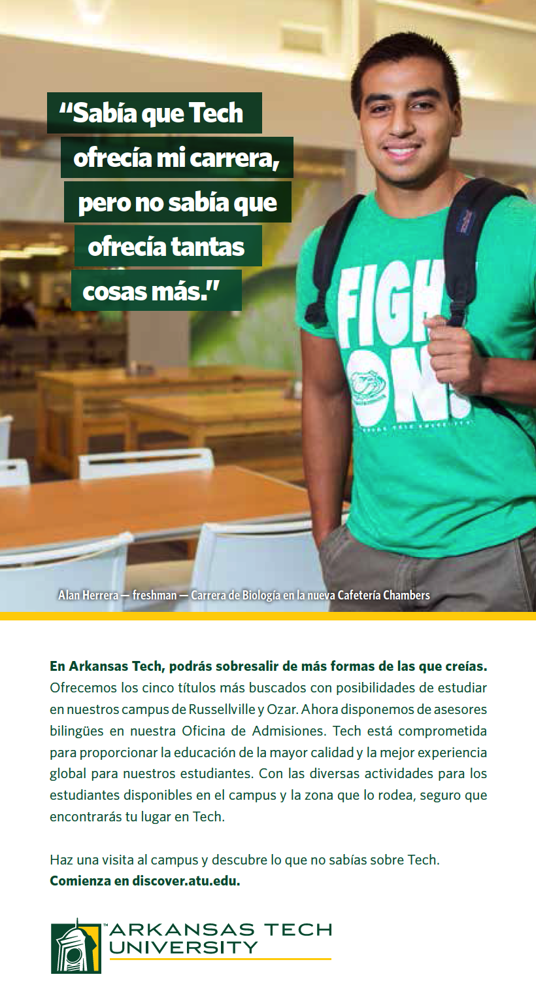 “Sabía que Tech
ofrecía mi carrera,
pero no sabía que
ofrecía tantas
cosas más.”
FIGH
ON!
Alan Herrera — freshman — Carrera de Biología en la nueva Cafetería Chambers
En Arkansas Tech, podrás sobresalir de más formas de las que creías.
Ofrecemos los cinco títulos más buscados con posibilidades de estudiar
en nuestros campus de Russellville y Ozar. Ahora disponemos de asesores
bilingües en nuestra Oficina de Admisiones. Tech está comprometida
para proporcionar la educación de la mayor calidad y la mejor experiencia
global para nuestros estudiantes. Con las diversas actividades para los
estudiantes disponibles en el campus y la zona que lo rodea, seguro que
encontrarás tu lugar en Tech.
Haz una visita al campus y descubre lo que no sabías sobre Tech.
Comienza en discover.atu.edu.
™ARKANSAS TECH
UNIVERSITY